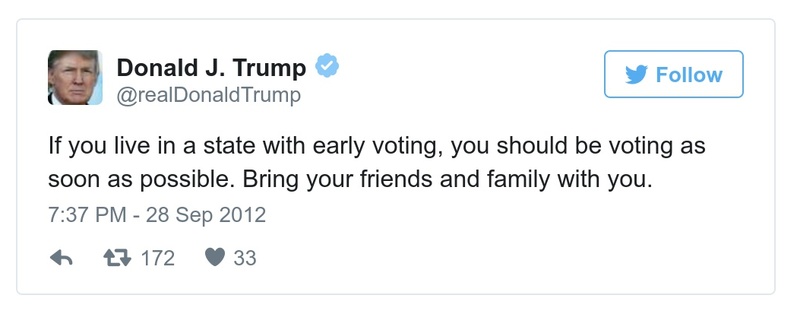 Donald J. Trump
@realDonaldTrump
Follow
If you live in a state with early voting, you should be voting as
soon as possible. Bring your friends and family with you.
7:37 PM - 28 Sep 2012
172 33